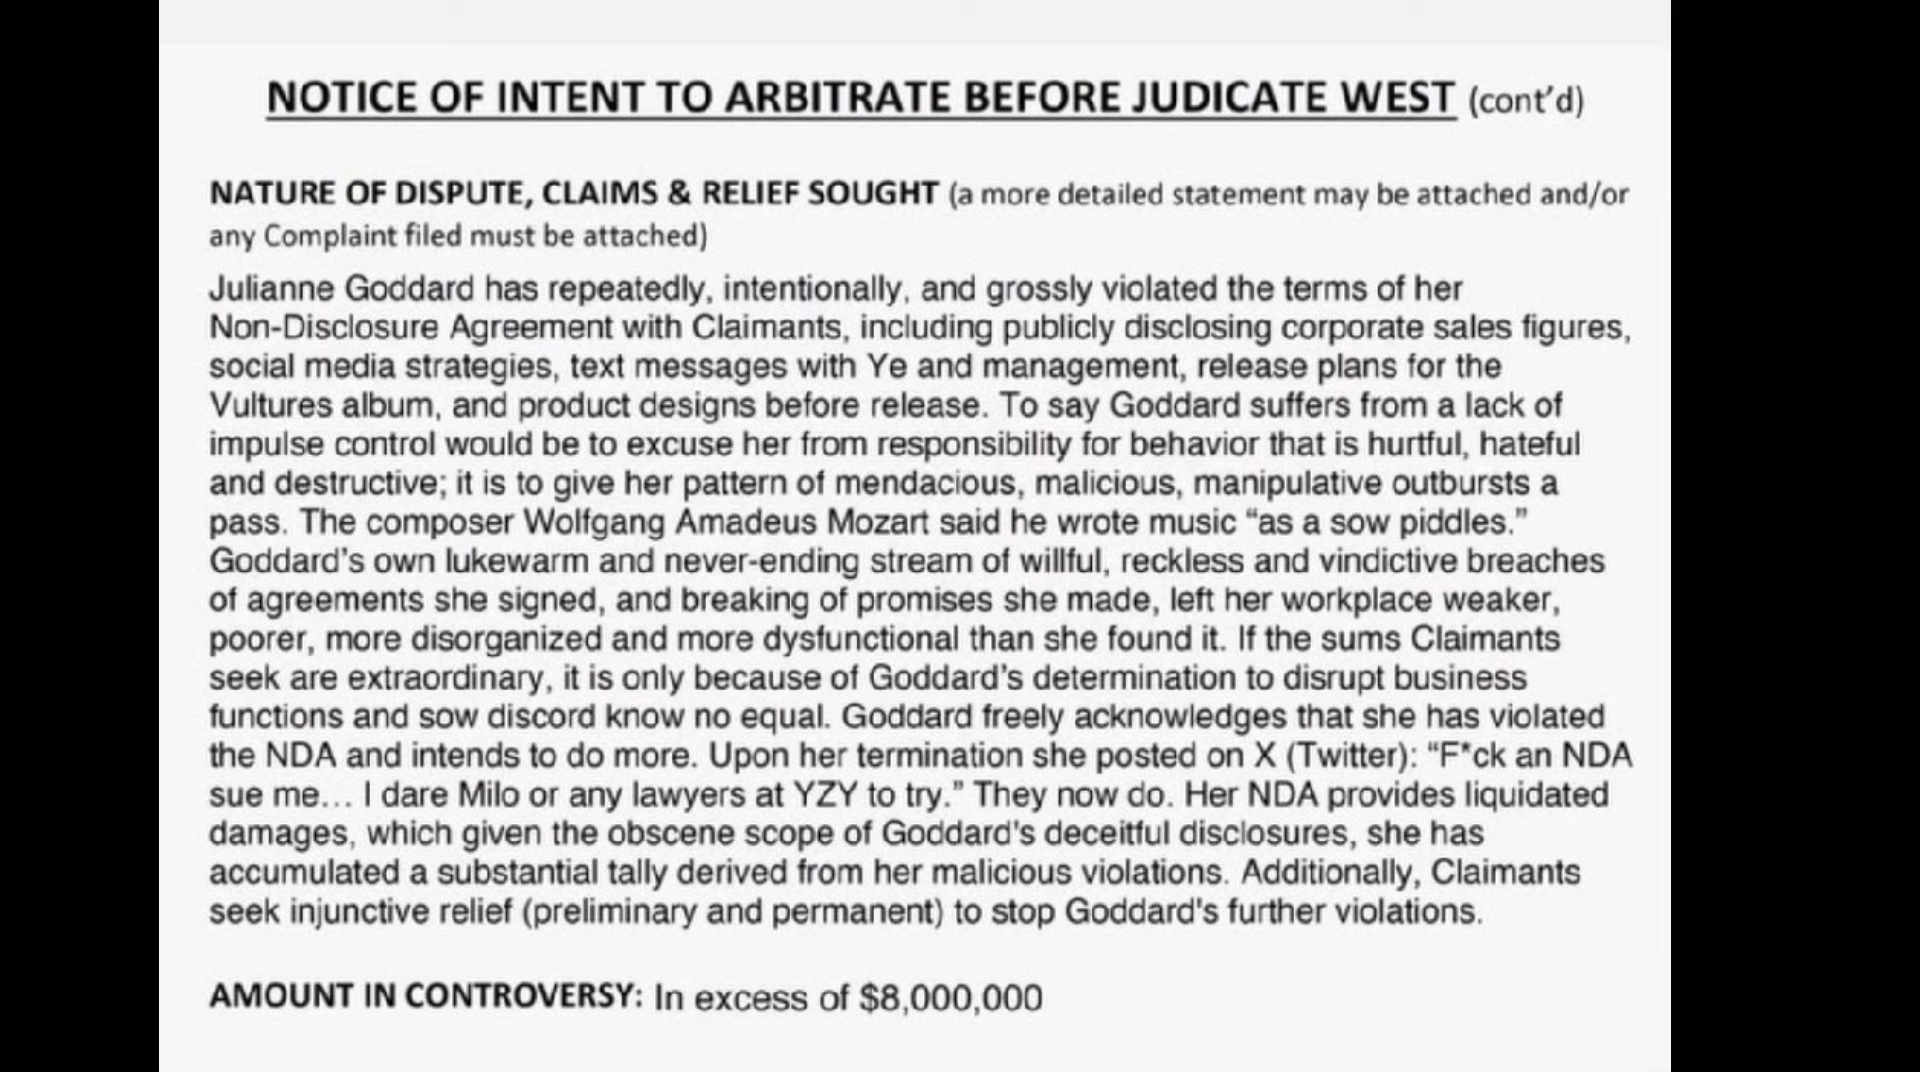 NOTICE OF INTENT TO ARBITRATE BEFORE JUDICATE WEST (cont'd)
NATURE OF DISPUTE, CLAIMS & RELIEF SOUGHT (a more detailed statement may be attached and/or
any Complaint filed must be attached)
Julianne Goddard has repeatedly, intentionally, and grossly violated the terms of her
Non-Disclosure Agreement with Claimants, including publicly disclosing corporate sales figures,
social media strategies, text messages with Ye and management, release plans for the
Vultures album, and product designs before release. To say Goddard suffers from a lack of
impulse control would be to excuse her from responsibility for behavior that is hurtful, hateful
and destructive; it is to give her pattern of mendacious, malicious, manipulative outbursts a
pass. The composer Wolfgang Amadeus Mozart said he wrote music “as a sow piddles.”
Goddard’s own lukewarm and never-ending stream of willful, reckless and vindictive breaches
of agreements she signed, and breaking of promises she made, left her workplace weaker,
poorer, more disorganized and more dysfunctional than she found it. If the sums Claimants
seek are extraordinary, it is only because of Goddard’s determination to disrupt business
functions and sow discord know no equal. Goddard freely acknowledges that she has violated
the NDA and intends to do more. Upon her termination she posted on X (Twitter): “F*ck an NDA
sue me… I dare Milo or any lawyers at YZY to try.” They now do. Her NDA provides liquidated
damages, which given the obscene scope of Goddard's deceitful disclosures, she has
accumulated a substantial tally derived from her malicious violations. Additionally, Claimants
seek injunctive relief (preliminary and permanent) to stop Goddard's further violations.
AMOUNT IN CONTROVERSY: In excess of $8,000,000